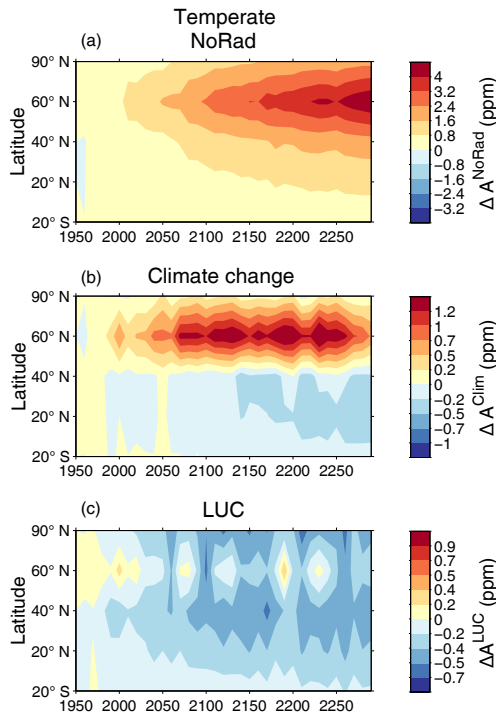 Temperate
NoRad
(a)
90° N
60° N
40° N
20° N
20° S
Latitude
1950 2000 2050 2100 2150 2200 2250
4
3.2
2.4
1.6
0.8
0
−0.8
−1.6
−2.4
−3.2
Δ A^NoRad (ppm)
(b)
Climate change
90° N
60° N
40° N
20° N
20° S
Latitude
1950 2000 2050 2100 2150 2200 2250
1.2
1
0.7
0.5
0.2
0
−0.2
−0.5
−0.7
−1
Δ A^Clim (ppm)
(c)
LUC
90° N
60° N
40° N
20° N
20° S
Latitude
1950 2000 2050 2100 2150 2200 2250
0.9
0.7
0.5
0.4
0.2
0
−0.2
−0.4
−0.5
−0.7
ΔA^LUC (ppm)